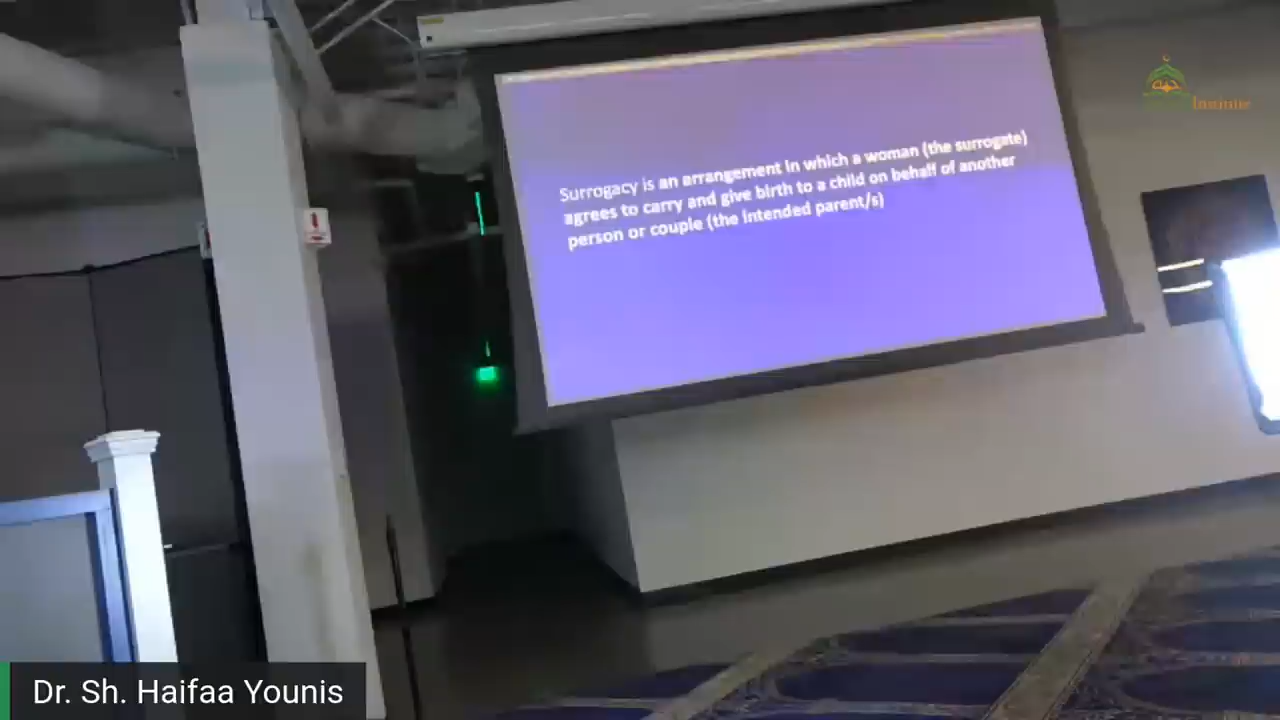 Surrogacy is an arrangement in which a woman (the surrogate)
agrees to carry and give birth to a child on behalf of another
person or couple (the intended parent/s)
Institute
Dr. Sh. Haifaa Younis